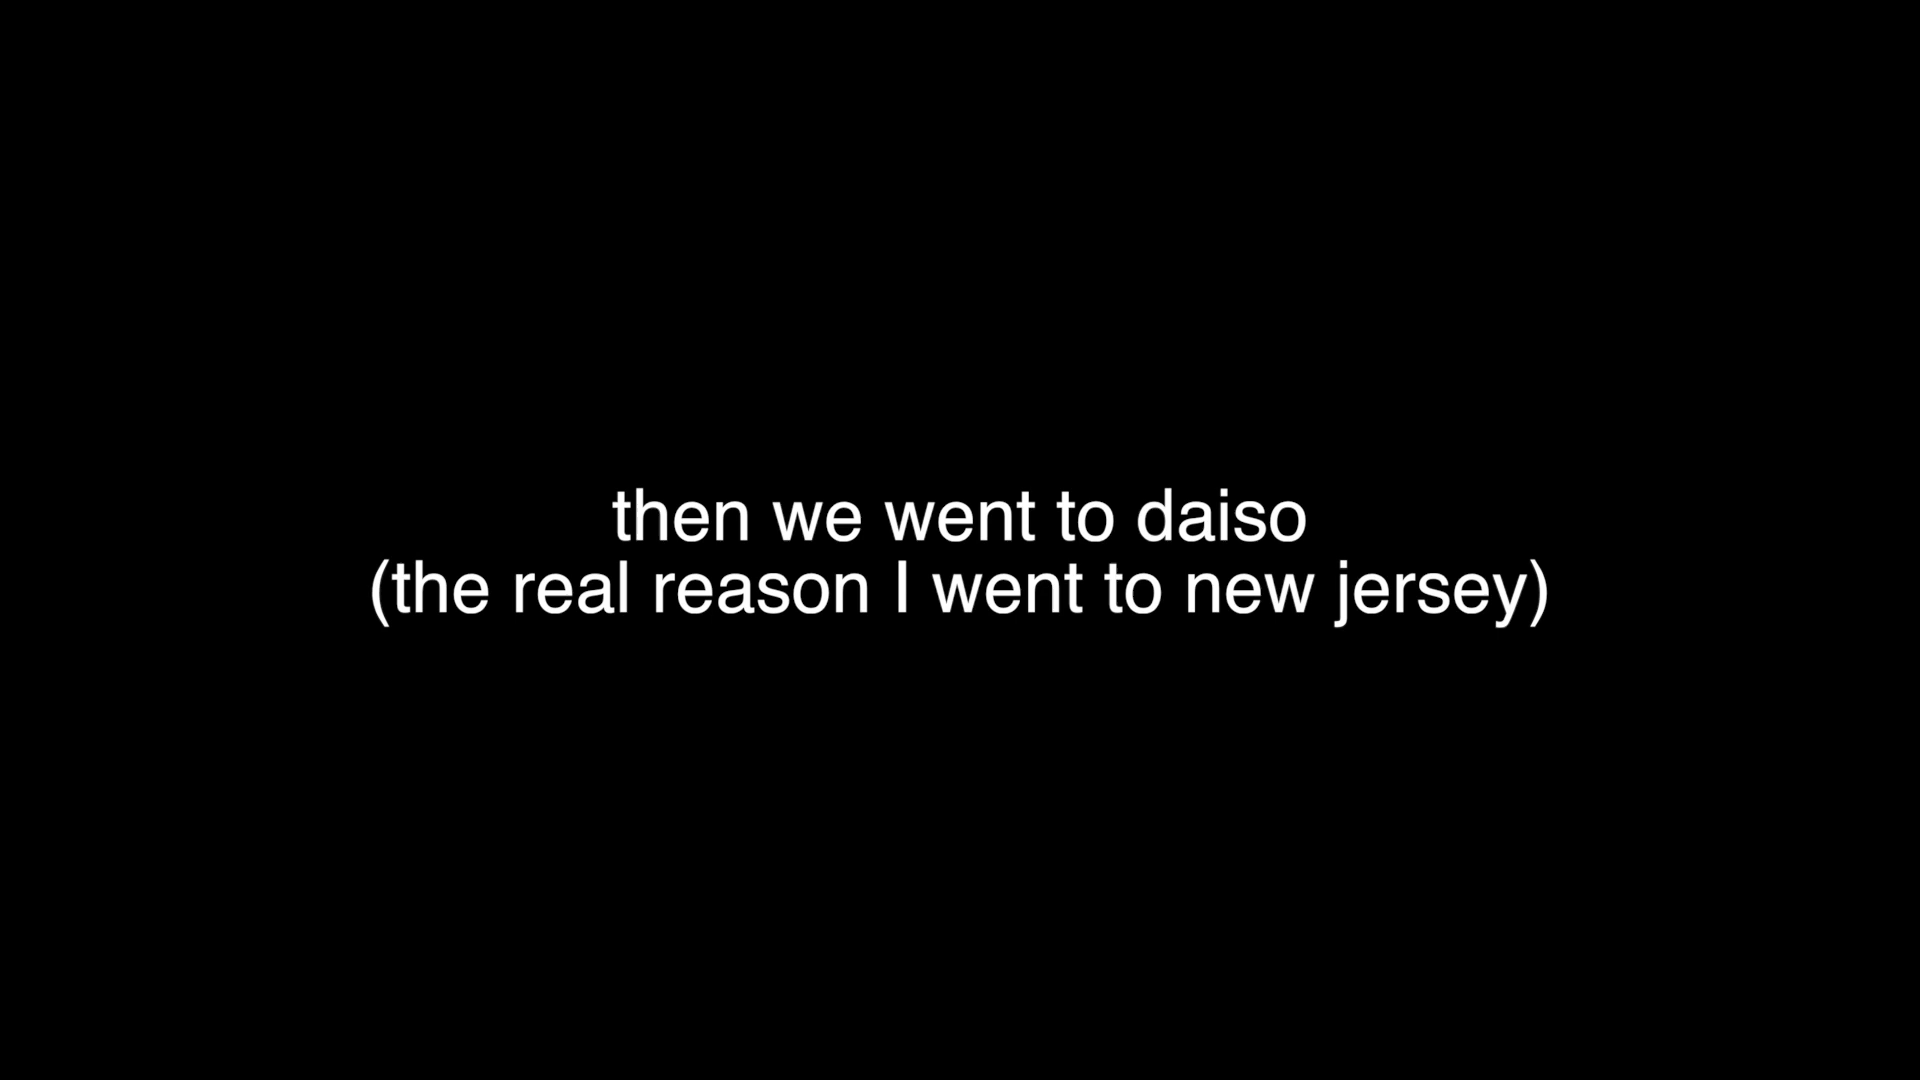 then we went to daiso
(the real reason I went to new jersey)